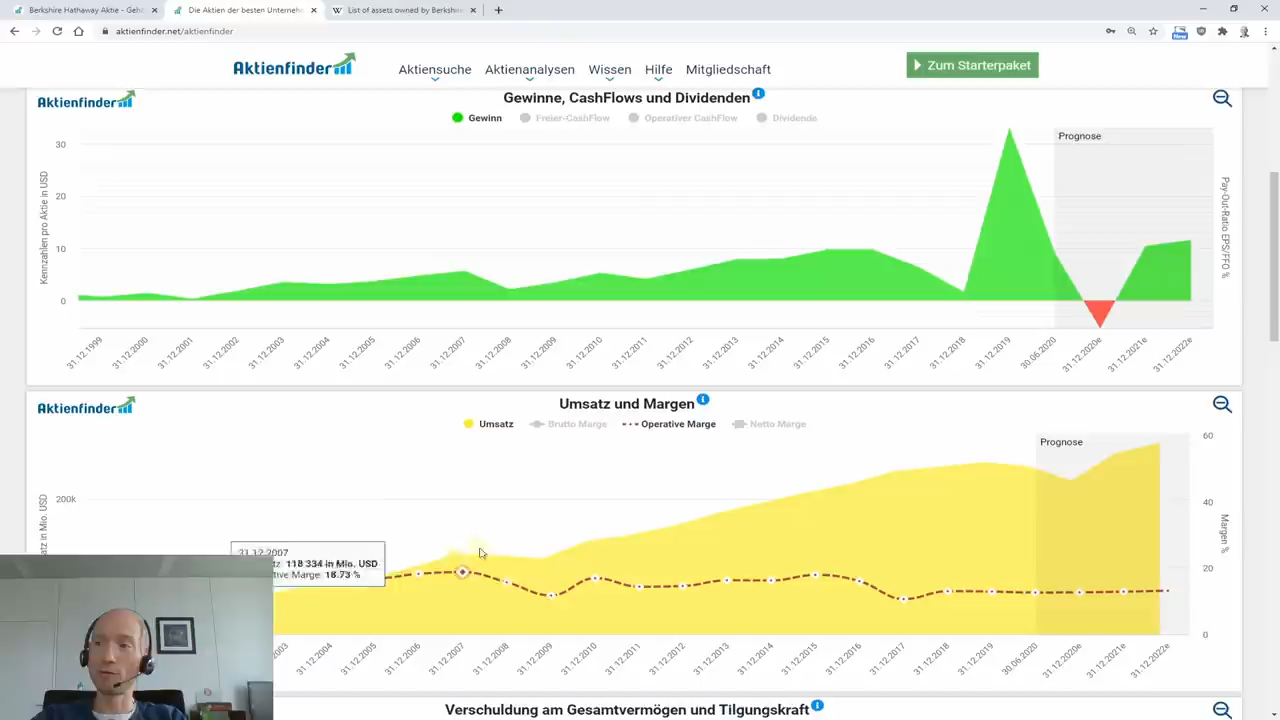 Berkshire Hathaway Aktie - Geh
Die Aktien der besten Unterneh
W List of assets owned by Berkshire
aktienfinder.net/aktienfinder
New
Aktienfinder
Aktiensuche
Aktienanalysen
Wissen
Hilfe
Mitgliedschaft
Zum Starterpaket
Aktienfinder
Gewinne, CashFlows und Dividenden
Gewinn Freier-CashFlow Operativer CashFlow Dividende
Prognose
Kennzahlen pro Aktie in USD
30
20
10
0
Pay-Out-Ratio EPS/FFO %
31.12.1999 31.12.2000 31.12.2001 31.12.2002 31.12.2003 31.12.2004 31.12.2005 31.12.2006 31.12.2007 31.12.2008 31.12.2009 31.12.2010 31.12.2011 31.12.2012 31.12.2013 31.12.2014 31.12.2015 31.12.2016 31.12.2017 31.12.2018 31.12.2019 30.06.2020 31.12.2020e 31.12.2021e 31.12.2022e
Aktienfinder
Umsatz und Margen
Umsatz Brutto Marge Operative Marge Netto Marge
Prognose
200k
atz in Mio. USD
60
40
20
0
Margen %
31.12.2007
tz: 118 334 in Mio. USD
tive Marge: 18.73 %
2003 31.12.2004 31.12.2005 31.12.2006 31.12.2007 31.12.2008 31.12.2009 31.12.2010 31.12.2011 31.12.2012 31.12.2013 31.12.2014 31.12.2015 31.12.2016 31.12.2017 31.12.2018 31.12.2019 30.06.2020 31.12.2020e 31.12.2021e 31.12.2022e
Verschuldung am Gesamtvermögen und Tilgungskraft